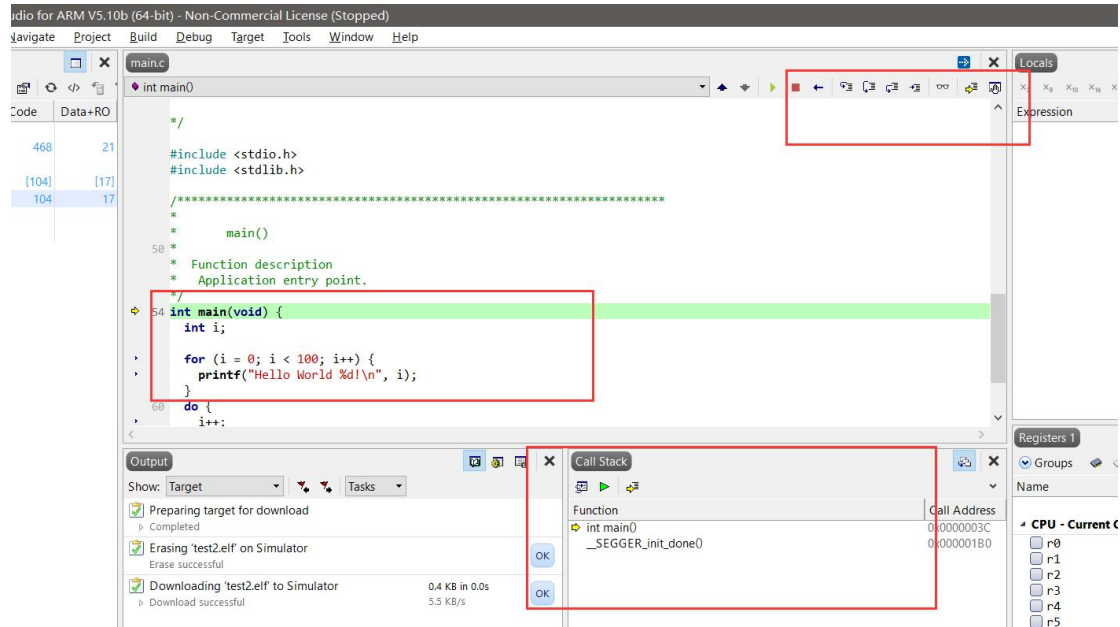 udio for ARM V5.10b (64-bit) - Non-Commercial License (Stopped)
Navigate Project Build Debug Target Tools Window Help
main.c
Locals
int main()
Code Data+RO
Expression
*/
468 21
#include <stdio.h>
#include <stdlib.h>
[104] [17]
104 17
/*********************************************************************
*
* main()
50 *
* Function description
* Application entry point.
*/
54 int main(void) {
int i;
for (i = 0; i < 100; i++) {
printf("Hello World %d!\n", i);
}
60 do {
i++;
Output
Call Stack
Registers 1
Show: Target Tasks
Groups
Function Call Address
Name
Preparing target for download
Completed
int main() 0x0000003C
__SEGGER_init_done() 0x000001B0
CPU - Current C
Erasing 'test2.elf' on Simulator OK
Erase successful
Downloading 'test2.elf' to Simulator 0.4 KB in 0.0s OK
Download successful 5.5 KB/s
r0
r1
r2
r3
r4
r5